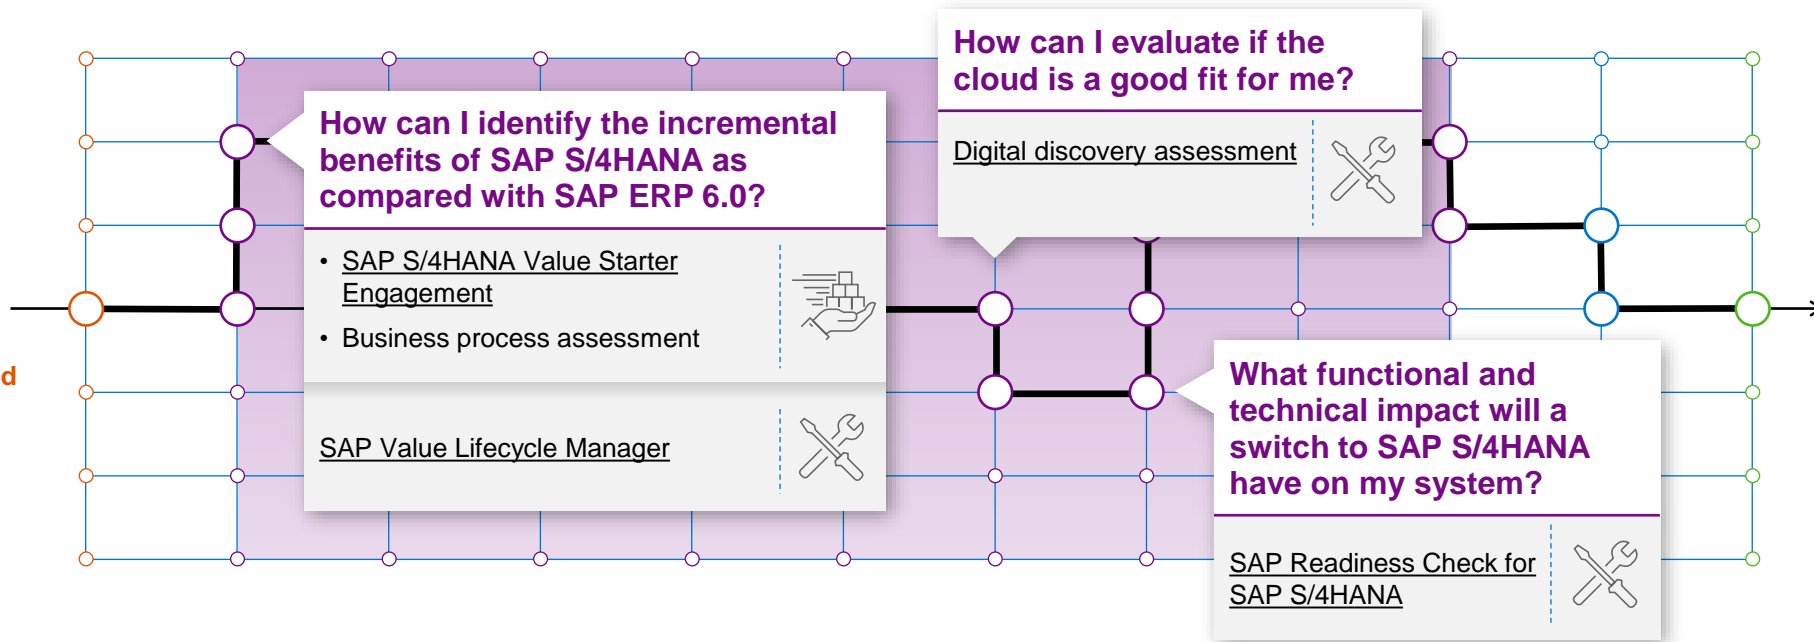 How can I evaluate if the
cloud is a good fit for me?
Digital discovery assessment
How can I identify the incremental
benefits of SAP S/4HANA as
compared with SAP ERP 6.0?
• SAP S/4HANA Value Starter
Engagement
• Business process assessment
SAP Value Lifecycle Manager
d
What functional and
technical impact will a
switch to SAP S/4HANA
have on my system?
SAP Readiness Check for
SAP S/4HANA